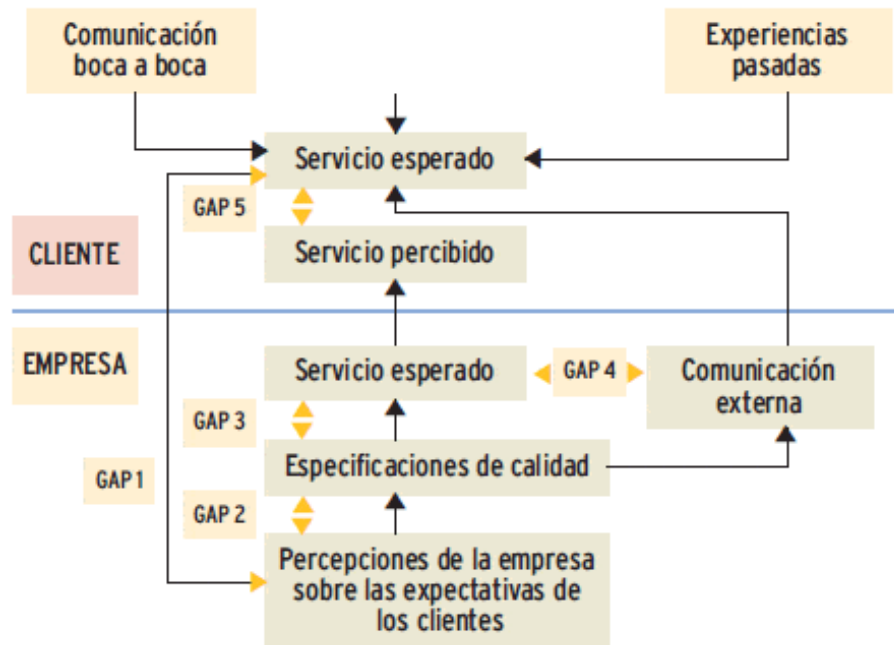 Comunicación
boca a boca
Experiencias
pasadas
Servicio esperado
GAP 5
CLIENTE
Servicio percibido
EMPRESA
Servicio esperado
GAP 4
Comunicación
externa
GAP 3
Especificaciones de calidad
GAP 1
GAP 2
Percepciones de la empresa
sobre las expectativas de
los clientes